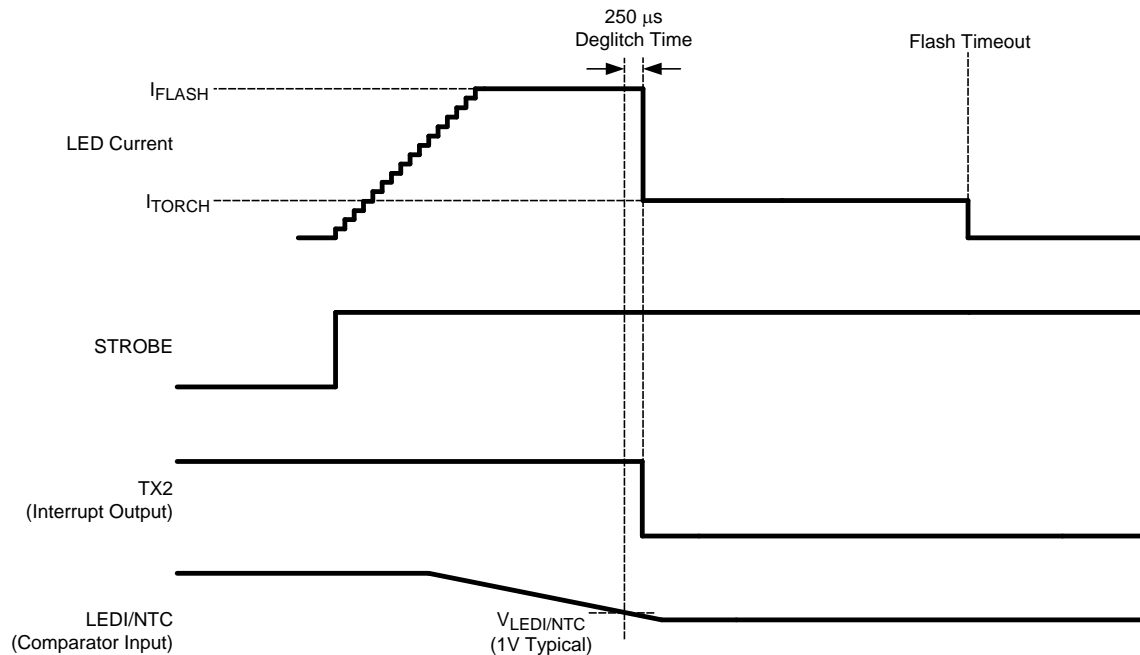 250 μs
Deglitch Time
Flash Timeout
IFLASH
LED Current
ITORCH
STROBE
TX2
(Interrupt Output)
LEDI/NTC
(Comparator Input)
VLEDI/NTC
(1V Typical)